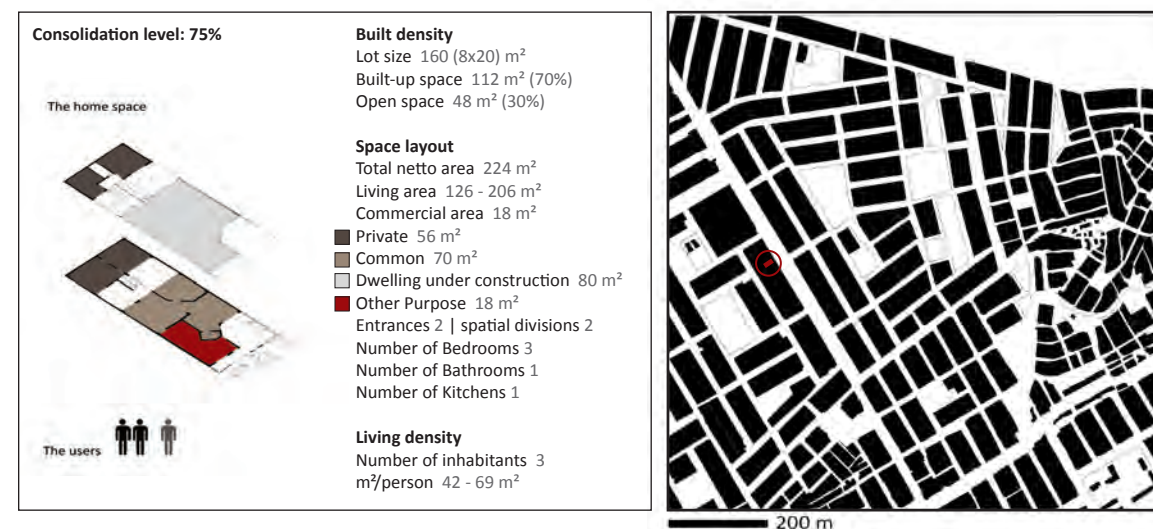 Consolidation level: 75%
The home space
The users
Built density
Lot size 160 (8x20) m²
Built-up space 112 m² (70%)
Open space 48 m² (30%)
Space layout
Total netto area 224 m²
Living area 126 - 206 m²
Commercial area 18 m²
Private 56 m²
Common 70 m²
Dwelling under construction 80 m²
Other Purpose 18 m²
Entrances 2 | spatial divisions 2
Number of Bedrooms 3
Number of Bathrooms 1
Number of Kitchens 1
Living density
Number of inhabitants 3
m²/person 42 - 69 m²
200 m